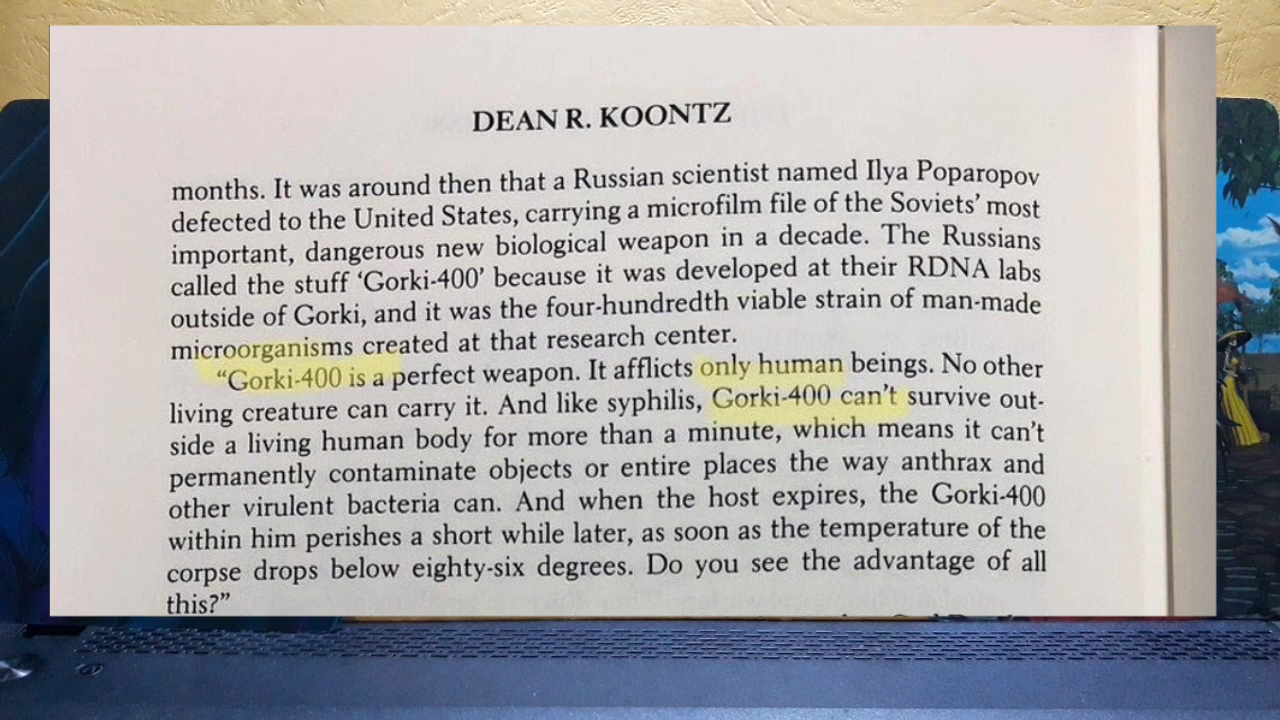 DEAN R. KOONTZ
months. It was around then that a Russian scientist named Ilya Poparopov
defected to the United States, carrying a microfilm file of the Soviets’ most
important, dangerous new biological weapon in a decade. The Russians
called the stuff ‘Gorki-400’ because it was developed at their RDNA labs
outside of Gorki, and it was the four-hundredth viable strain of man-made
microorganisms created at that research center.
“Gorki-400 is a perfect weapon. It afflicts only human beings. No other
living creature can carry it. And like syphilis, Gorki-400 can’t survive out-
side a living human body for more than a minute, which means it can’t
permanently contaminate objects or entire places the way anthrax and
other virulent bacteria can. And when the host expires, the Gorki-400
within him perishes a short while later, as soon as the temperature of the
corpse drops below eighty-six degrees. Do you see the advantage of all
this?”